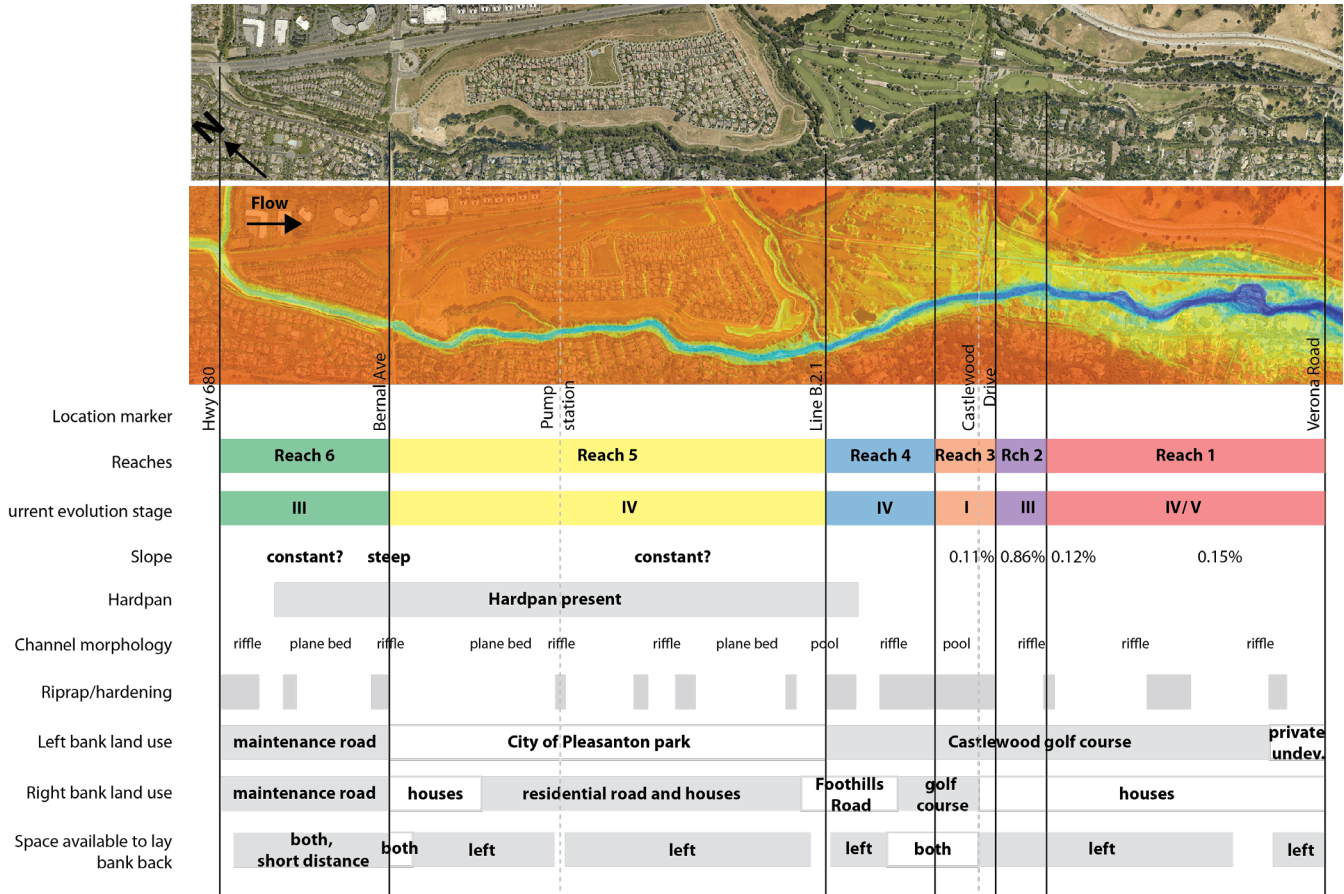 N
Flow
Location marker
Hwy 680
Bernal Ave
Pump
station
Line B.2.1
Castlewood
Drive
Verona Road
Reaches
Reach 6
Reach 5
Reach 4
Reach 3
Rch 2
Reach 1
urrent evolution stage
III
IV
IV
I
III
IV/ V
Slope
constant?
steep
constant?
0.11%
0.86%
0.12%
0.15%
Hardpan
Hardpan present
Channel morphology
riffle
plane bed
riffle
plane bed
riffle
riffle
plane bed
pool
riffle
pool
riffle
riffle
riffle
Riprap/hardening
Left bank land use
maintenance road
City of Pleasanton park
Castlewood golf course
private
undev.
Right bank land use
maintenance road
houses
residential road and houses
Foothills
Road
golf
course
houses
Space available to lay
bank back
both,
short distance
both
left
left
left
both
left
left